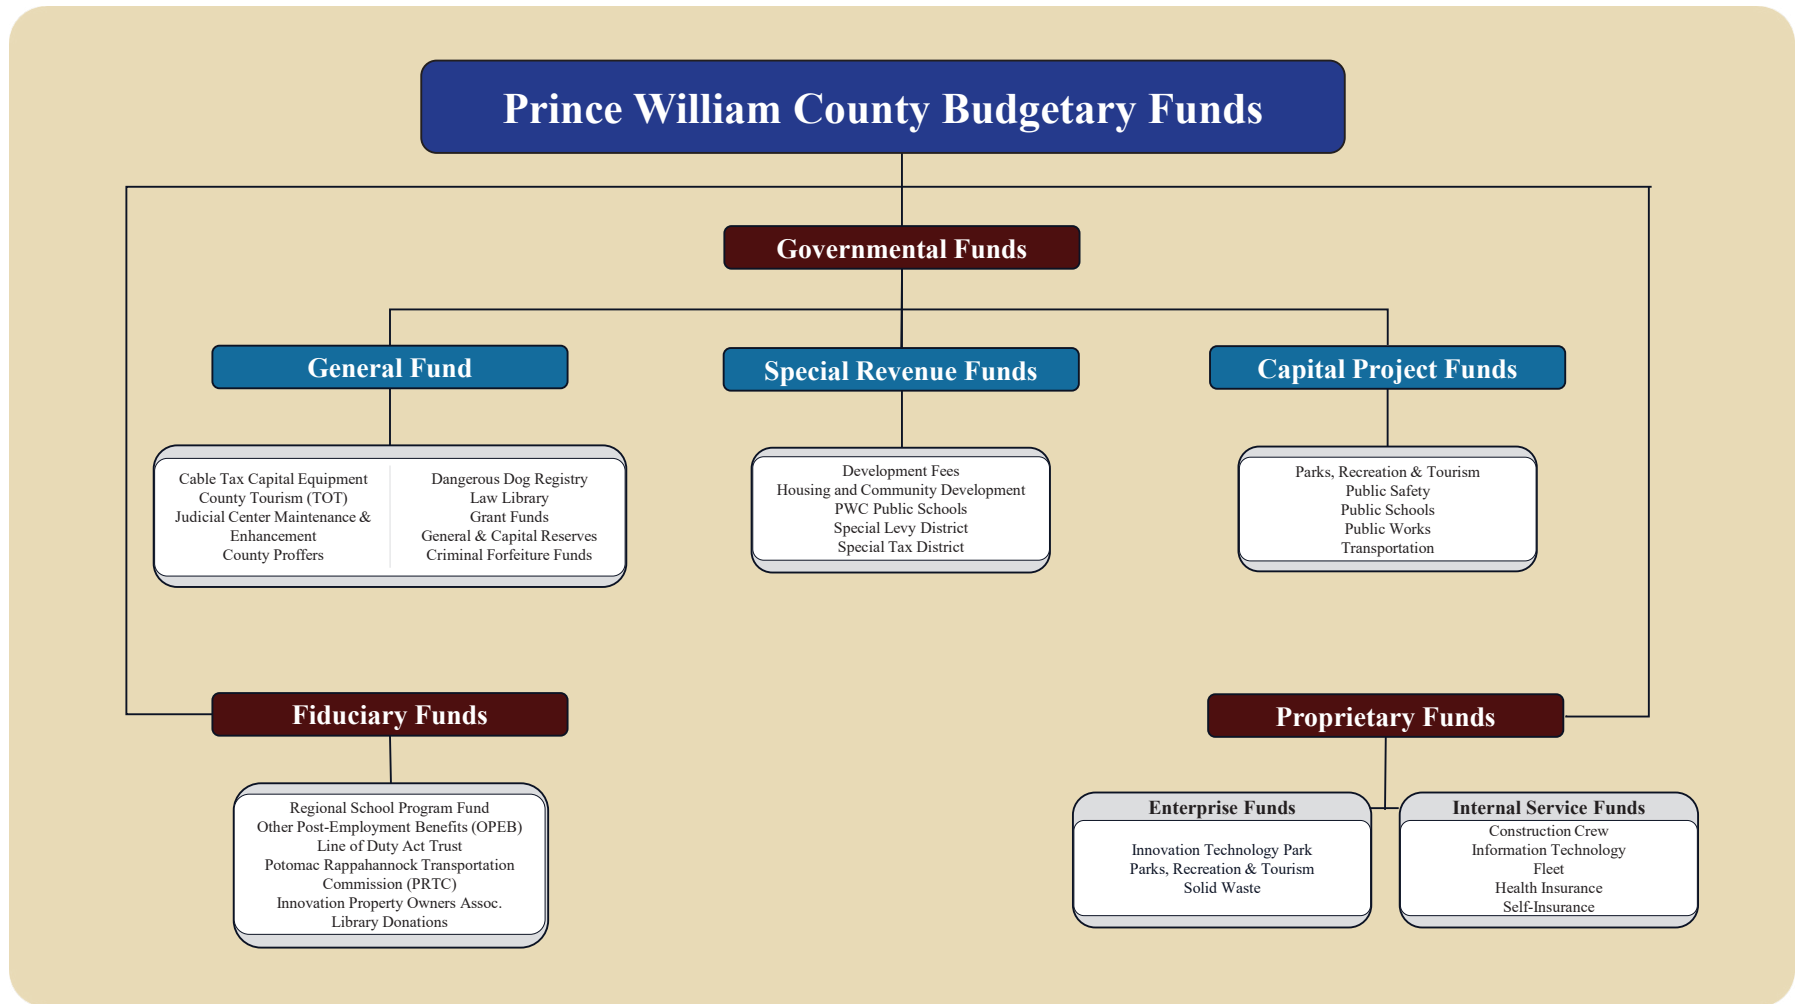 Prince William County Budgetary Funds
Governmental Funds
General Fund
Special Revenue Funds
Capital Project Funds
Cable Tax Capital Equipment
County Tourism (TOT)
Judicial Center Maintenance &
Enhancement
County Proffers
Dangerous Dog Registry
Law Library
Grant Funds
General & Capital Reserves
Criminal Forfeiture Funds
Development Fees
Housing and Community Development
PWC Public Schools
Special Levy District
Special Tax District
Parks, Recreation & Tourism
Public Safety
Public Schools
Public Works
Transportation
Fiduciary Funds
Proprietary Funds
Regional School Program Fund
Other Post-Employment Benefits (OPEB)
Line of Duty Act Trust
Potomac Rappahannock Transportation
Commission (PRTC)
Innovation Property Owners Assoc.
Library Donations
Enterprise Funds
Innovation Technology Park
Parks, Recreation & Tourism
Solid Waste
Internal Service Funds
Construction Crew
Information Technology
Fleet
Health Insurance
Self-Insurance